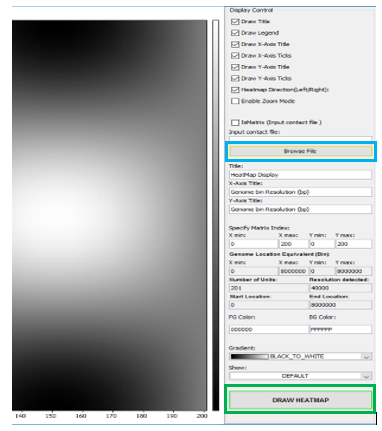 Display Control
Draw Title
Draw Legend
Draw X-Axis Title
Draw X-Axis Ticks
Draw Y-Axis Title
Draw Y-Axis Ticks
Heatmap Direction(Left/Right):
Enable Zoom Mode
IsMatrix (Input contact file )
Input contact file:
Browse File
Title:
HeatMap Display
X-Axis Title:
Genome bin Resolution (bp)
Y-Axis Title:
Genome bin Resolution (bp)
Specify Matrix Index:
X min: X max: Y min: Y max:
0 200 0 200
Genome Location Equivalent (Bin):
X min: X max: Y min: Y max:
0 8000000 0 8000000
Number of Units: Resolution detected:
201 40000
Start Location: End Location:
0 8000000
FG Color: BG Color:
000000 FFFFFF
Gradient:
BLACK_TO_WHITE
Show:
DEFAULT
DRAW HEATMAP
140 150 160 170 180 190 200